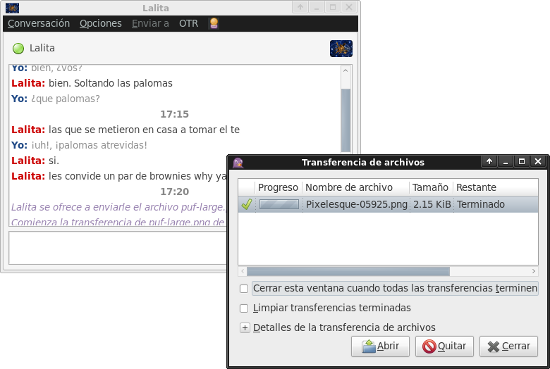 Lalita
Conversación Opciones Enviar a OTR
Lalita
Yo: bien, ¿vos?
Lalita: bien. Soltando las palomas
Yo: ¿que palomas?
17:15
Lalita: las que se metieron en casa a tomar el te
Yo: ¡uh!, ¡palomas atrevidas!
Lalita: si.
Lalita: les convide un par de brownies why ya
17:20
Lalita se ofrece a enviarle el archivo puf-large.
Comienza la transferencia de puf-large.png de
Transferencia de archivos
Progreso Nombre de archivo Tamaño Restante
Pixelesque-05925.png 2.15 KiB Terminado
Cerrar esta ventana cuando todas las transferencias terminen
Limpiar transferencias terminadas
Detalles de la transferencia de archivos
Abrir Quitar Cerrar